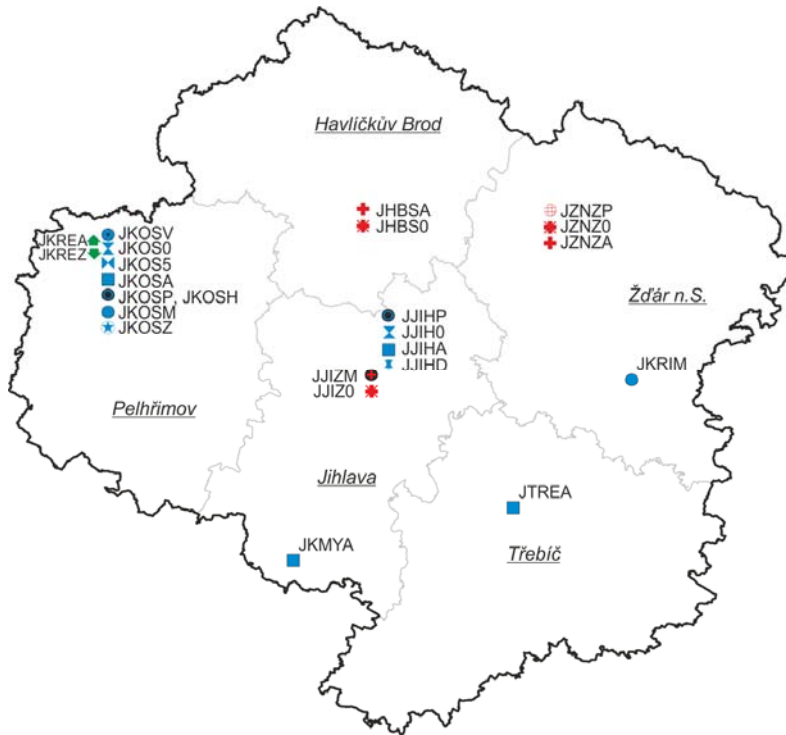 Havlíčkův Brod
JHBSA
JHBS0
JZNZP
JZNZ0
JZNZA
Žďár n.S.
JKREA
JKREZ
JKOSV
JKOS0
JKOS5
JKOSA
JKOSP, JKOSH
JKOSM
JKOSZ
JJIHP
JJIH0
JJIHA
JJIHD
JJIZM
JJIZ0
JKRIM
Pelhřimov
Jihlava
JTREA
JKMYA
Třebíč